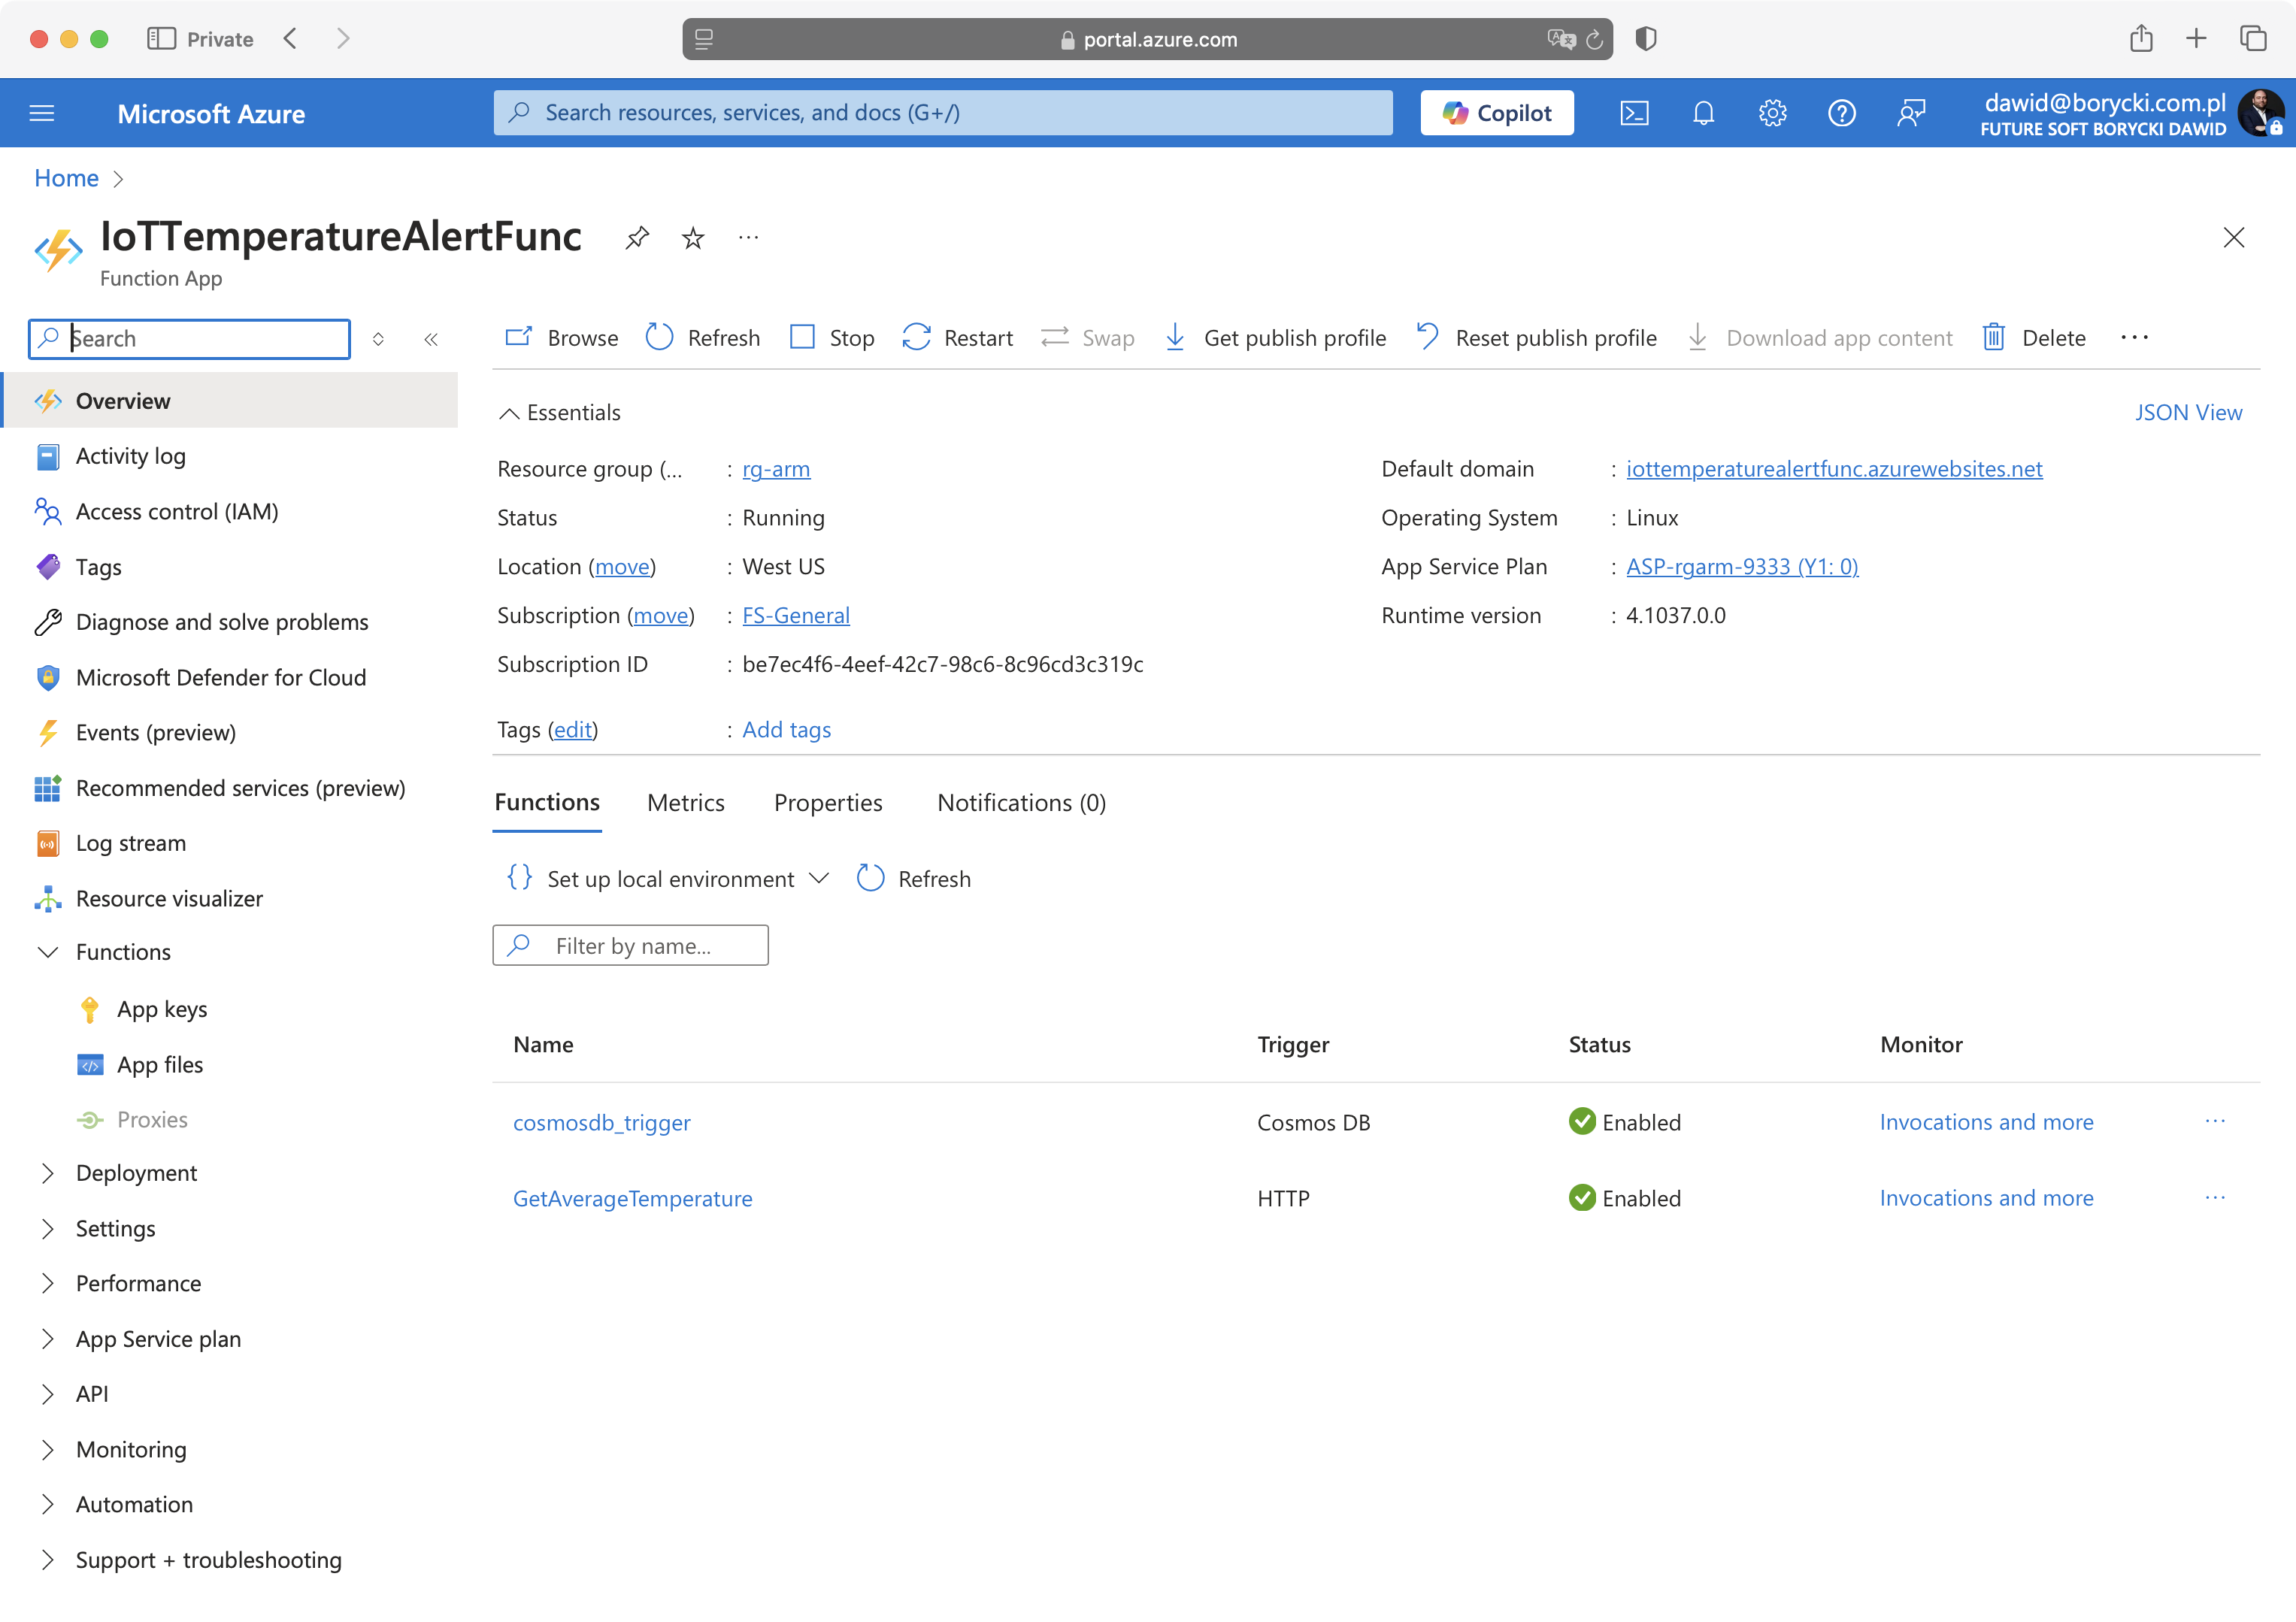 Private
portal.azure.com
Microsoft Azure
Search resources, services, and docs (G+/)
Copilot
dawid@borycki.com.pl
FUTURE SOFT BORYCKI DAWID
Home
IoTTemperatureAlertFunc
Function App
Search
Browse
Refresh
Stop
Restart
Swap
Get publish profile
Reset publish profile
Download app content
Delete
Overview
Activity log
Access control (IAM)
Tags
Diagnose and solve problems
Microsoft Defender for Cloud
Events (preview)
Recommended services (preview)
Log stream
Resource visualizer
Functions
App keys
App files
Proxies
Deployment
Settings
Performance
App Service plan
API
Monitoring
Automation
Support + troubleshooting
Essentials
JSON View
Resource group (... : rg-arm
Status : Running
Location (move) : West US
Subscription (move) : FS-General
Subscription ID : be7ec4f6-4eef-42c7-98c6-8c96cd3c319c
Default domain : iottemperaturealertfunc.azurewebsites.net
Operating System : Linux
App Service Plan : ASP-rgarm-9333 (Y1: 0)
Runtime version : 4.1037.0.0
Tags (edit) : Add tags
Functions
Metrics
Properties
Notifications (0)
Set up local environment
Refresh
Filter by name...
Name Trigger Status Monitor
cosmosdb_trigger Cosmos DB Enabled Invocations and more
GetAverageTemperature HTTP Enabled Invocations and more